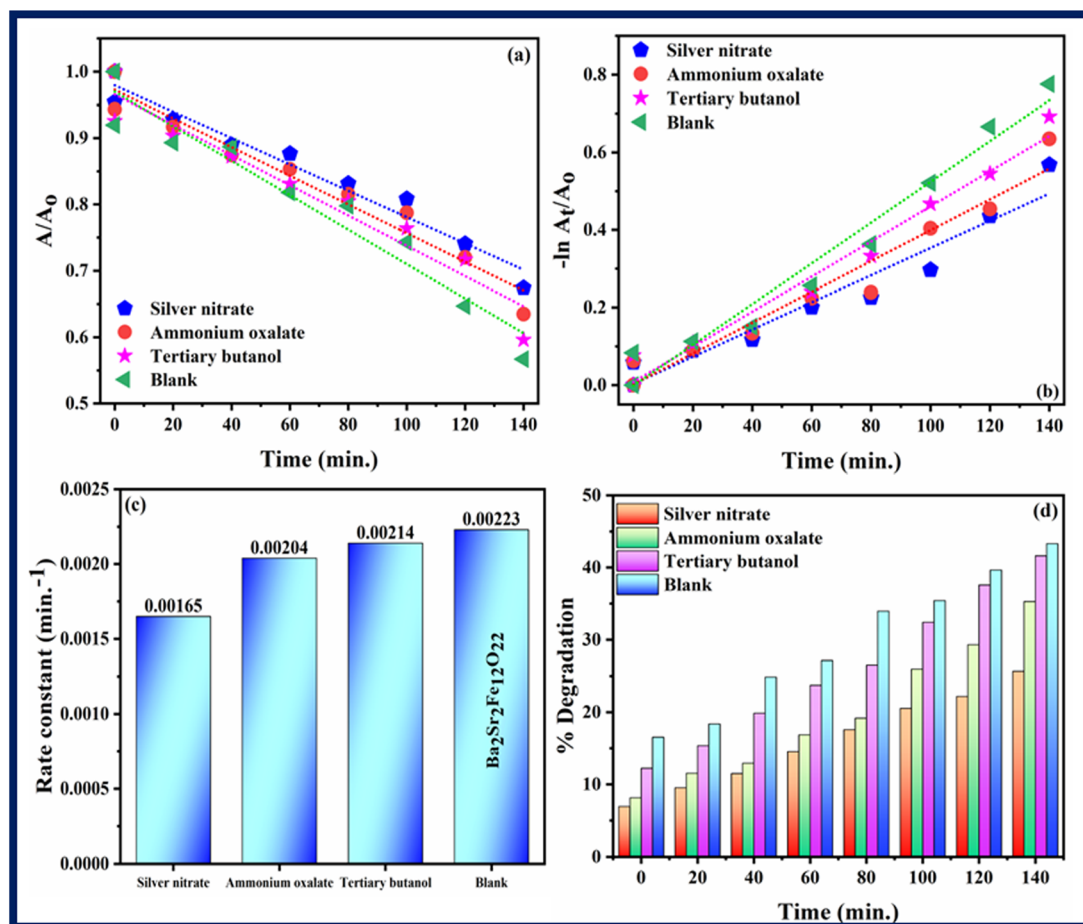 (a)
A/A₀
1.0
0.9
0.8
0.7
0.6
0.5
Silver nitrate
Ammonium oxalate
Tertiary butanol
Blank
0 20 40 60 80 100 120 140
Time (min.)
Silver nitrate
Ammonium oxalate
Tertiary butanol
Blank
-ln Aₜ/A₀
0.8
0.6
0.4
0.2
0.0
(b)
0 20 40 60 80 100 120 140
Time (min.)
(c)
Rate constant (min.⁻¹)
0.0025
0.0020
0.0015
0.0010
0.0005
0.0000
0.00165
0.00204
0.00214
0.00223
Ba₂Sr₂Fe₁₂O₂₂
Silver nitrate Ammonium oxalate Tertiary butanol Blank
(d)
% Degradation
50
40
30
20
10
0
Silver nitrate
Ammonium oxalate
Tertiary butanol
Blank
0 20 40 60 80 100 120 140
Time (min.)